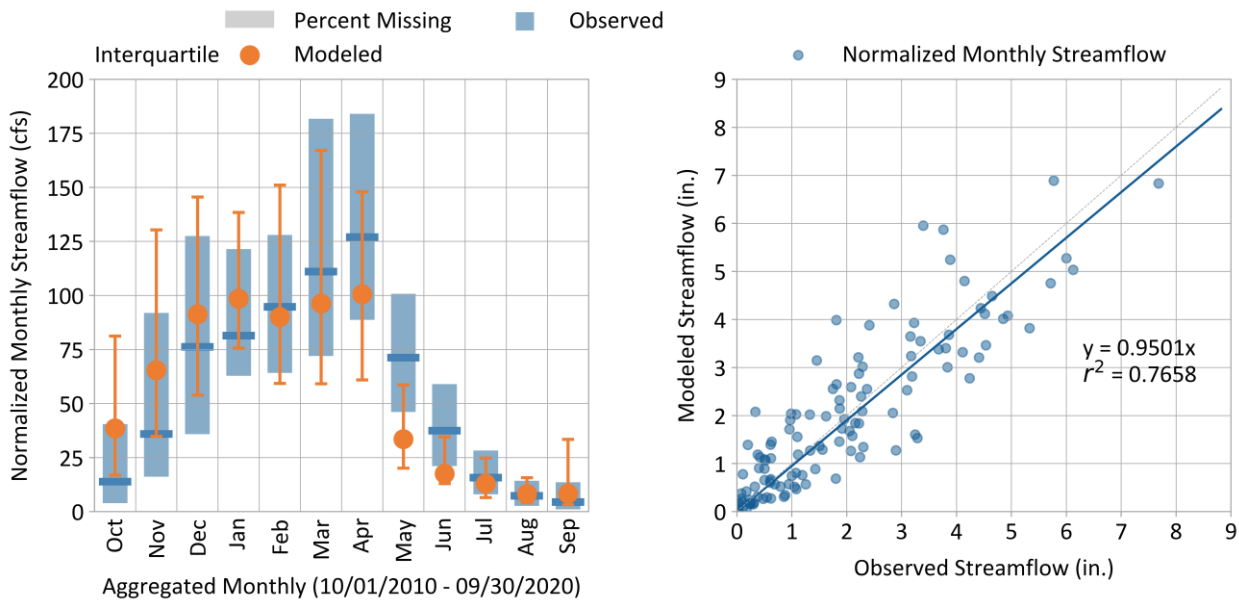 Percent Missing Observed
Interquartile Modeled
Normalized Monthly Streamflow (cfs)
200
175
150
125
100
75
50
25
0
Oct Nov Dec Jan Feb Mar Apr May Jun Jul Aug Sep
Aggregated Monthly (10/01/2010 - 09/30/2020)
Normalized Monthly Streamflow
Modeled Streamflow (in.)
9
8
7
6
5
4
3
2
1
0
y = 0.9501x
r² = 0.7658
0 1 2 3 4 5 6 7 8 9
Observed Streamflow (in.)